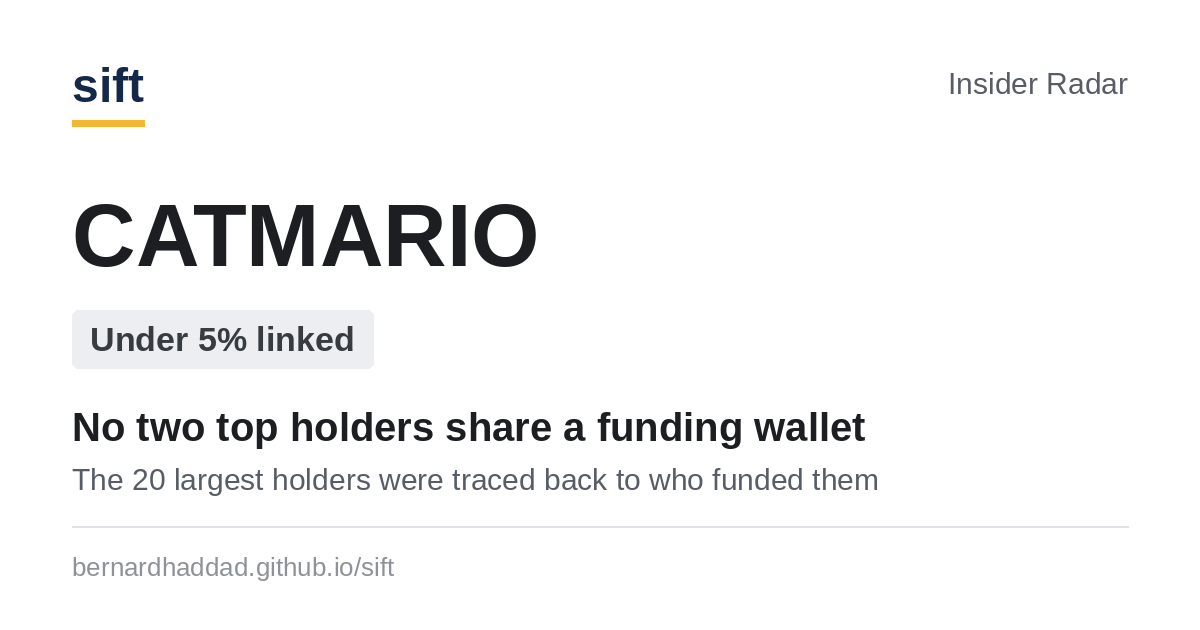 sift
Insider Radar
CATMARIO
Under 5% linked
No two top holders share a funding wallet
The 20 largest holders were traced back to who funded them
bernardhaddad.github.io/sift